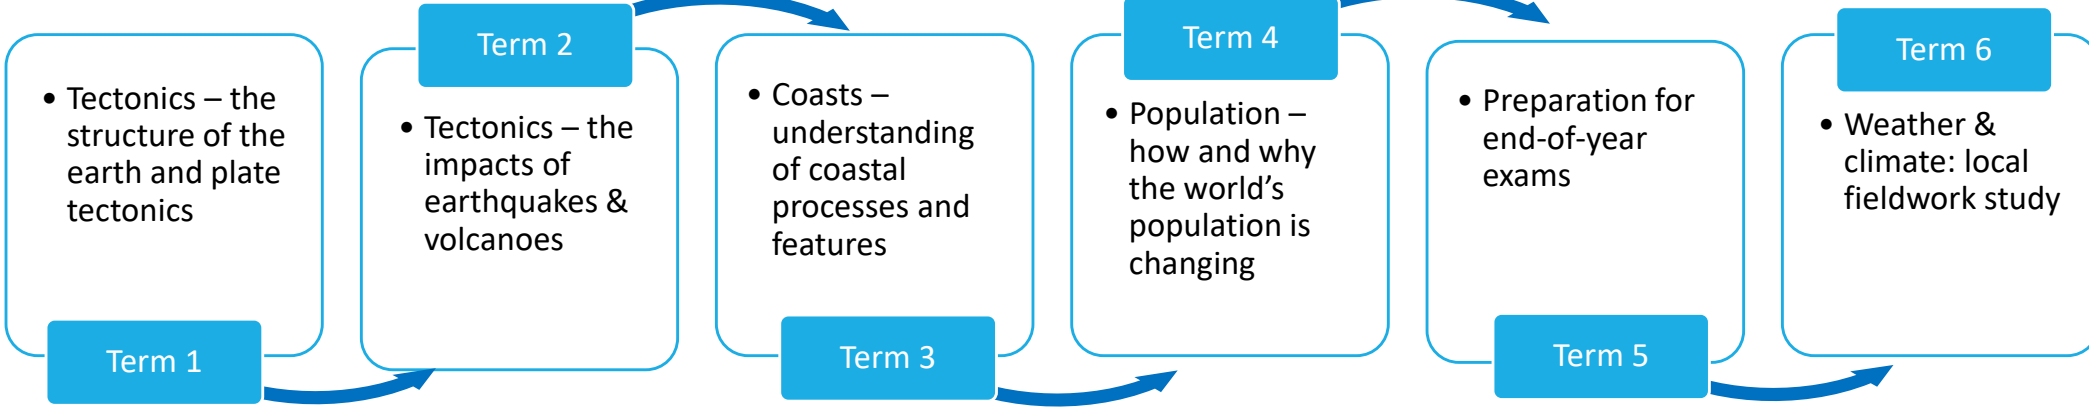 • Tectonics – the
structure of the
earth and plate
tectonics
Term 1
Term 2
• Tectonics – the
impacts of
earthquakes &
volcanoes
• Coasts –
understanding
of coastal
processes and
features
Term 3
Term 4
• Population –
how and why
the world’s
population is
changing
• Preparation for
end-of-year
exams
Term 5
Term 6
• Weather &
climate: local
fieldwork study